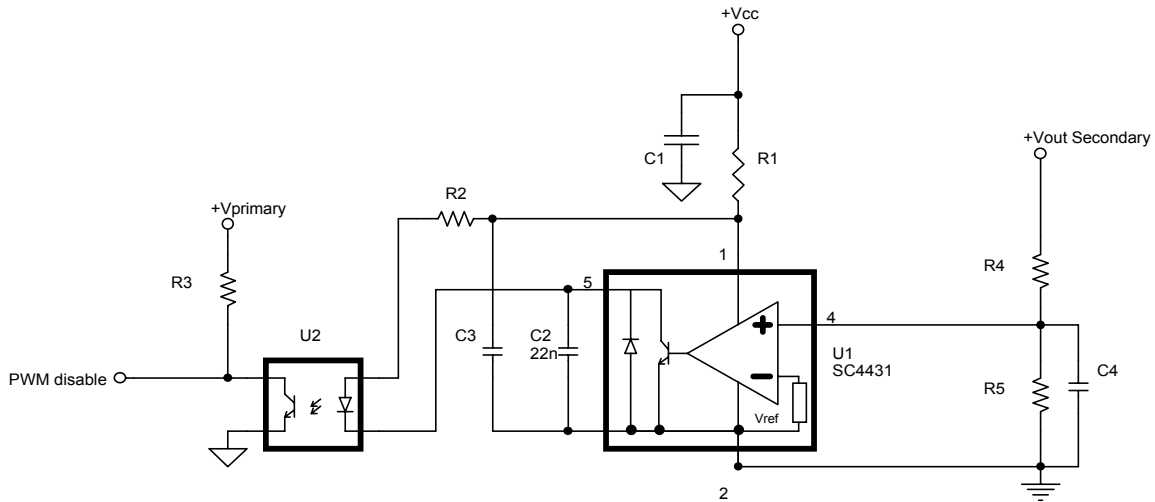 +Vcc
C1
R1
+Vout Secondary
R2
+Vprimary
R3
1
R4
5
4
U2
C3
C2
22n
U1
SC4431
PWM disable
R5
C4
Vref
2